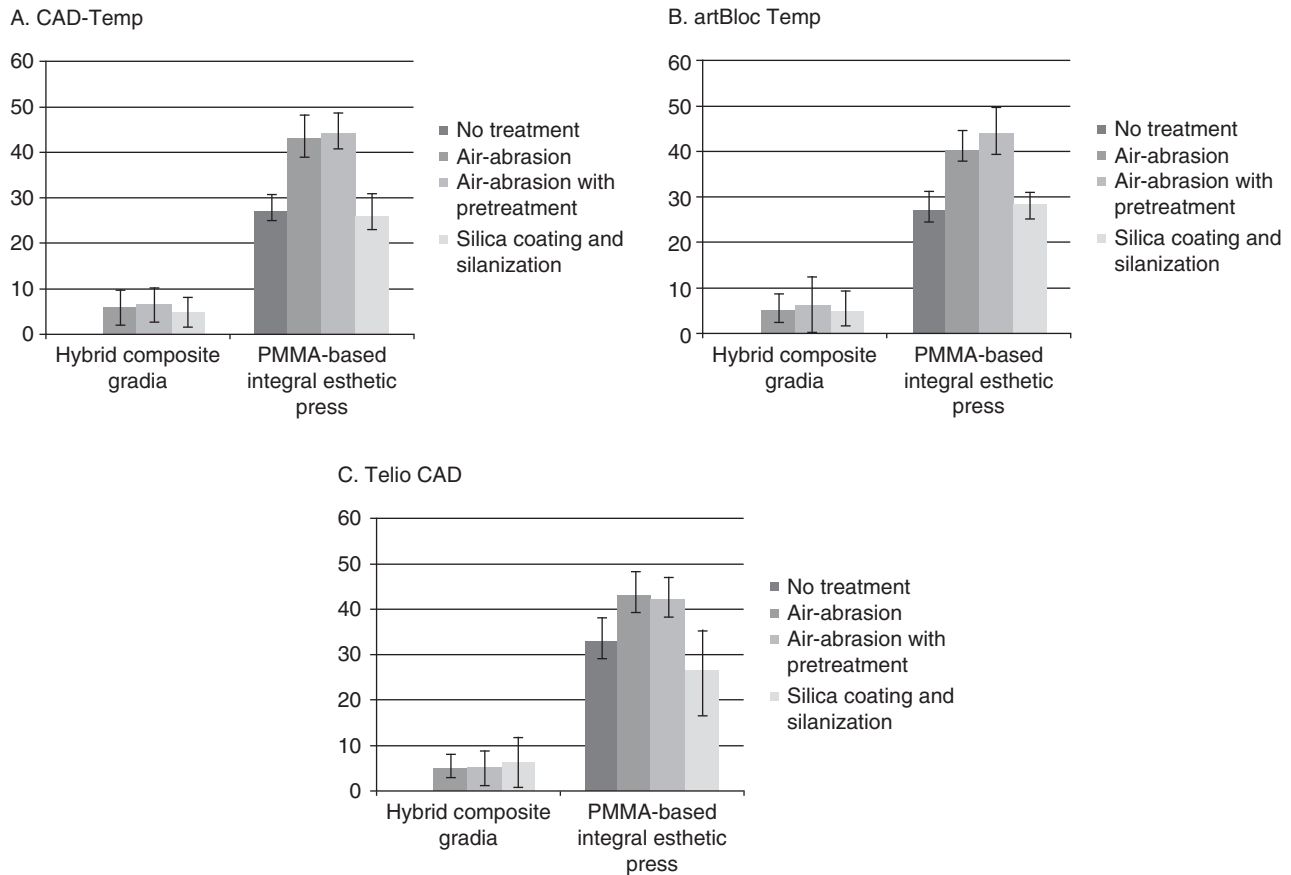 A. CAD-Temp
60
50
40
30
20
10
0
Hybrid composite
gradia
PMMA-based
integral esthetic
press
No treatment
Air-abrasion
Air-abrasion with
pretreatment
Silica coating and
silanization
B. artBloc Temp
60
50
40
30
20
10
0
Hybrid composite
gradia
PMMA-based
integral esthetic
press
No treatment
Air-abrasion
Air-abrasion with
pretreatment
Silica coating and
silanization
C. Telio CAD
60
50
40
30
20
10
0
Hybrid composite
gradia
PMMA-based
integral esthetic
press
No treatment
Air-abrasion
Air-abrasion with
pretreatment
Silica coating and
silanization